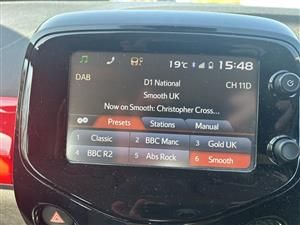 19°C 15:48
DAB D1 National CH 11D
Smooth UK
Now on Smooth: Christopher Cross...
Presets Stations Manual
1 Classic 2 BBC Manc 3 Gold UK
4 BBC R2 5 Abs Rock 6 Smooth